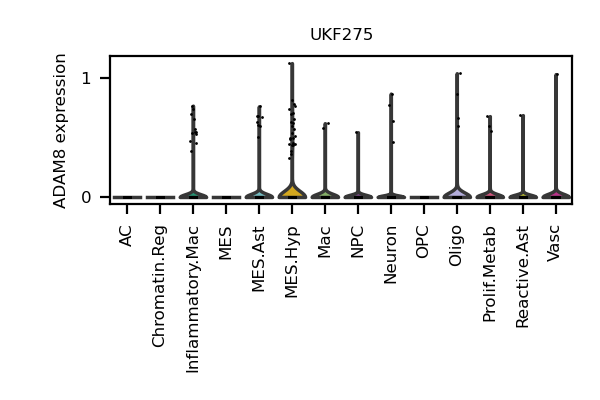 UKF275
ADAM8 expression
1
0
AC
Chromatin.Reg
Inflammatory.Mac
MES
MES.Ast
MES.Hyp
Mac
NPC
Neuron
OPC
Oligo
Prolif.Metab
Reactive.Ast
Vasc